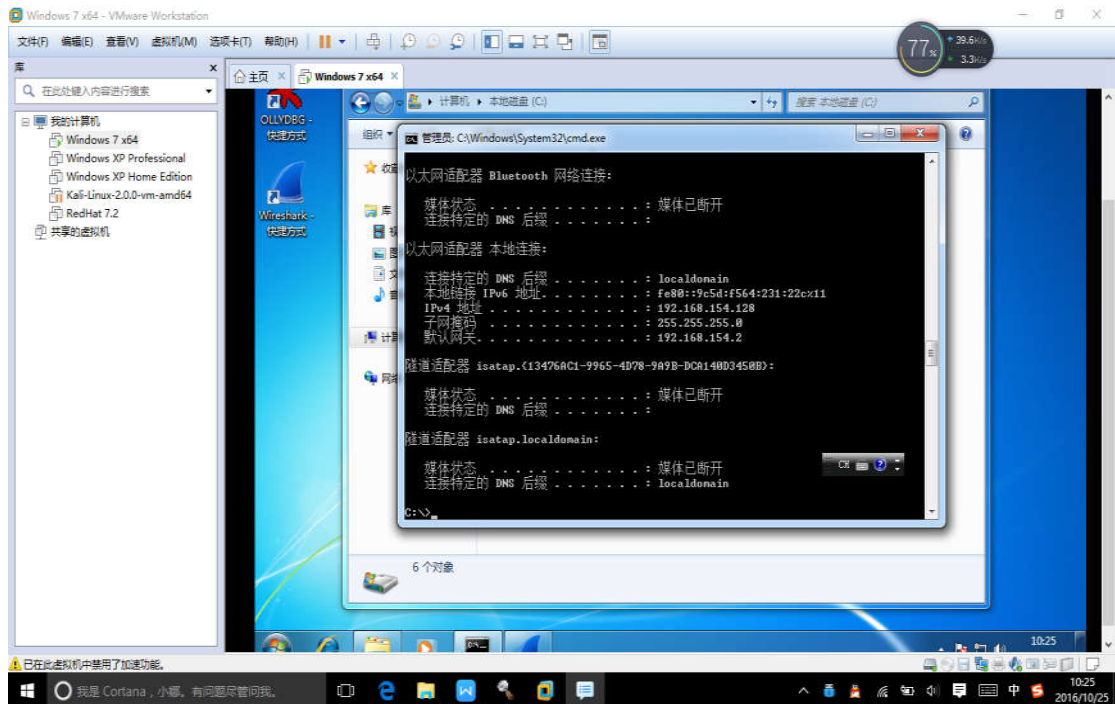 Windows 7 x64 - VMware Workstation
文件(F) 编辑(E) 查看(V) 虚拟机(M) 选项卡(T) 帮助(H)
77%
39.6K/s
3.3K/s
库
在此处键入内容进行搜索
我的计算机
Windows 7 x64
Windows XP Professional
Windows XP Home Edition
Kali-Linux-2.0.0-vm-amd64
RedHat 7.2
共享的虚拟机
主页
Windows 7 x64
OLLYDBG -
快捷方式
Wireshark -
快捷方式
计算机 本地磁盘 (C:)
搜索 本地磁盘 (C:)
组织
库
管理员: C:\Windows\System32\cmd.exe
以太网适配器 Bluetooth 网络连接:
媒体状态 . . . . . . . . . . . . : 媒体已断开
连接特定的 DNS 后缀 . . . . . . . :
以太网适配器 本地连接:
连接特定的 DNS 后缀 . . . . . . . : localdomain
本地链接 IPv6 地址. . . . . . . . : fe80::9c5d:f564:231:22c%11
IPv4 地址 . . . . . . . . . . . . : 192.168.154.128
子网掩码 . . . . . . . . . . . . : 255.255.255.0
默认网关. . . . . . . . . . . . . : 192.168.154.2
隧道适配器 isatap.{13476AC1-9965-4D78-9A9B-DCA140D3450B}:
媒体状态 . . . . . . . . . . . . : 媒体已断开
连接特定的 DNS 后缀 . . . . . . . :
隧道适配器 isatap.localdomain:
媒体状态 . . . . . . . . . . . . : 媒体已断开
连接特定的 DNS 后缀 . . . . . . . : localdomain
C:\>
CH
6 个对象
10:25
已在此虚拟机中禁用了加速功能。
我是 Cortana，小娜。有问题尽管问我。
中
10:25
2016/10/25